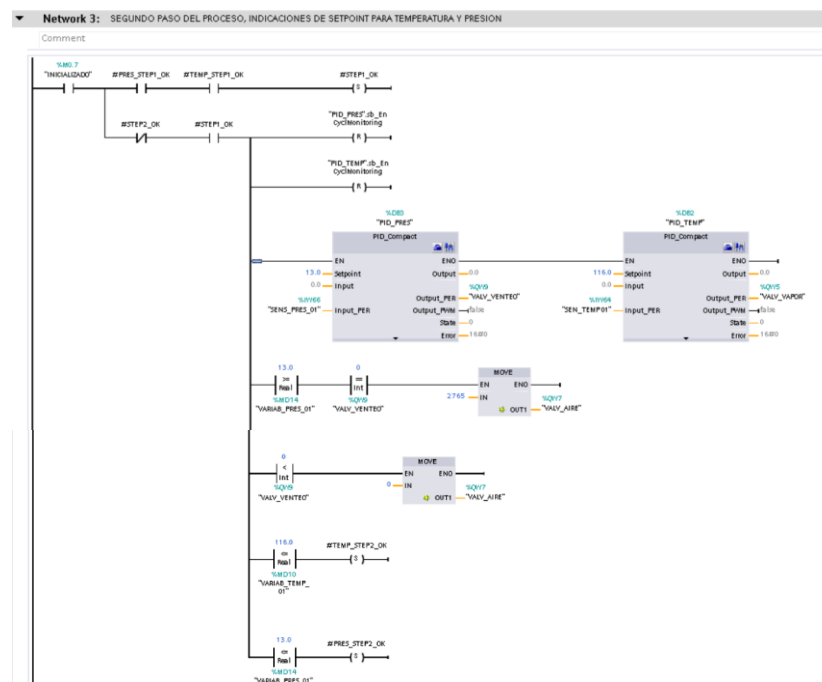 Network 3: SEGUNDO PASO DEL PROCESO, INDICACIONES DE SETPOINT PARA TEMPERATURA Y PRESION
Comment
%M0.7
"INICIALIZADO" #PRES_STEP1_OK #TEMP_STEP1_OK #STEP1_OK
S
"PID_PRES".sb_En
CyclMonitoring
#STEP2_OK #STEP1_OK
R
"PID_TEMP".sb_En
CyclMonitoring
R
%DB3 %DB2
"PID_PRES" "PID_TEMP"
PID_Compact PID_Compact
EN ENO EN ENO
13.0 Setpoint Output 0.0 116.0 Setpoint Output 0.0
0.0 Input 0.0 Input
%QW9 %QW5
%IW66 Output_PER "VALV_VENTEO" %IW64 Output_PER "VALV_VAPOR"
"SENS_PRES_01" Input_PER Output_PWM false "SEN_TEMP01" Input_PER Output_PWM false
State 0 State 0
Error 16#0 Error 16#0
13.0 0 MOVE
>= == EN ENO
Real Int 2765 IN
%MD14 %QW9 %QW7
"VARIAB_PRES_01" "VALV_VENTEO" OUT1 "VALV_AIRE"
0 MOVE
< EN ENO
Int 0 IN
%QW9 %QW7
"VALV_VENTEO" OUT1 "VALV_AIRE"
116.0 #TEMP_STEP2_OK
<= S
Real
%MD10
"VARIAB_TEMP_
01"
13.0 #PRES_STEP2_OK
<= S
Real
%MD14
"VARIAB_PRES_01"